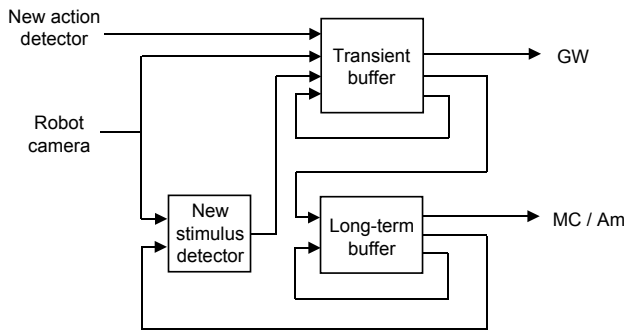 New action
detector
Transient
buffer
GW
Robot
camera
New
stimulus
detector
Long-term
buffer
MC / Am